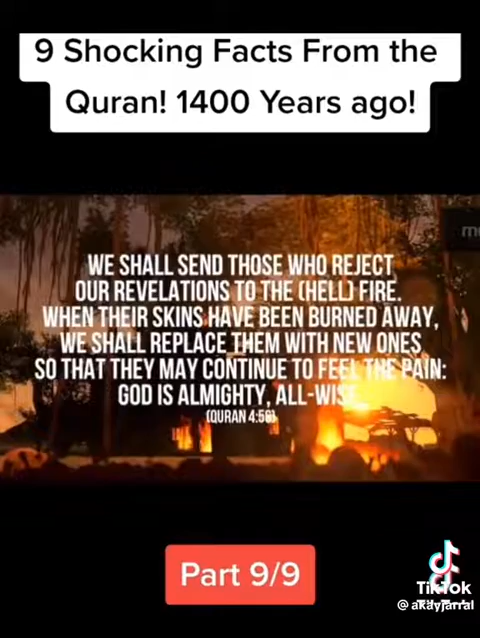 9 Shocking Facts From the
Quran! 1400 Years ago!
WE SHALL SEND THOSE WHO REJECT
OUR REVELATIONS TO THE (HELL) FIRE.
WHEN THEIR SKINS HAVE BEEN BURNED AWAY,
WE SHALL REPLACE THEM WITH NEW ONES
SO THAT THEY MAY CONTINUE TO FEEL THE PAIN:
GOD IS ALMIGHTY, ALL-WISE
(QURAN 4:56)
Part 9/9
TikTok
@akayjarral